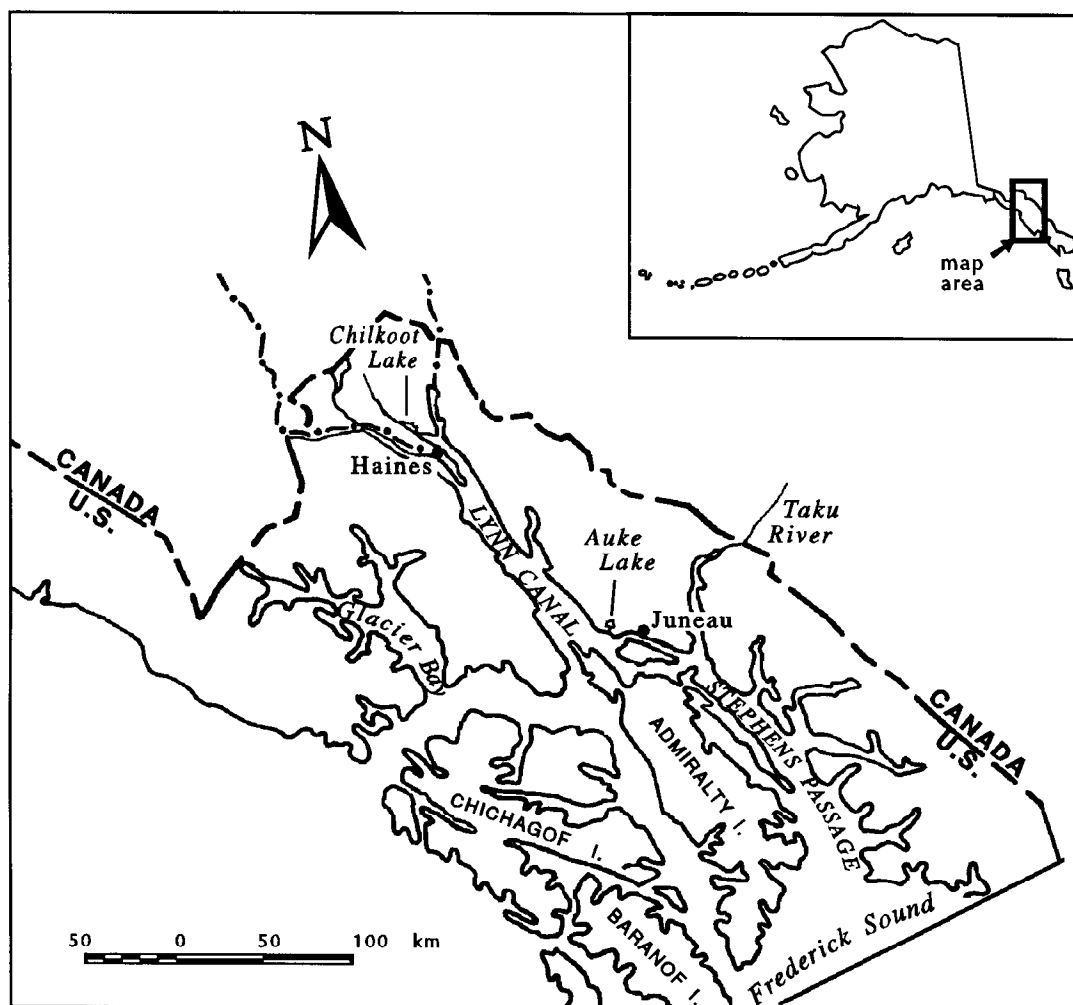 N
map
area
Chilkoot
Lake
CANADA
U.S.
Haines
LYNN CANAL
Taku
River
Auke
Lake
Juneau
Glacier Bay
STEPHENS PASSAGE
CANADA
U.S.
ADMIRALTY I.
CHICHAGOF I.
BARANOF I.
Frederick Sound
50 0 50 100 km